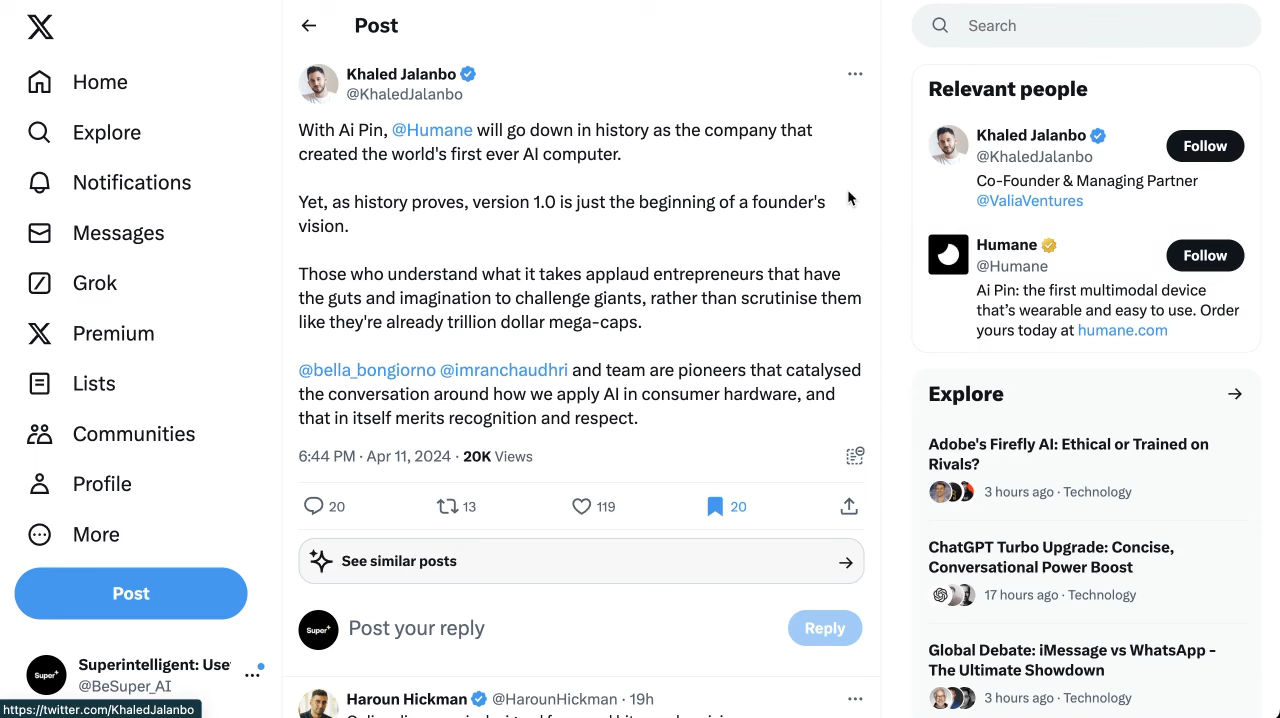 Home
Explore
Notifications
Messages
Grok
Premium
Lists
Communities
Profile
More
Post
Super+
Superintelligent: Use
@BeSuper_AI
https://twitter.com/KhaledJalanbo
Post
Khaled Jalanbo
@KhaledJalanbo
With Ai Pin, @Humane will go down in history as the company that
created the world's first ever AI computer.
Yet, as history proves, version 1.0 is just the beginning of a founder's
vision.
Those who understand what it takes applaud entrepreneurs that have
the guts and imagination to challenge giants, rather than scrutinise them
like they're already trillion dollar mega-caps.
@bella_bongiorno @imranchaudhri and team are pioneers that catalysed
the conversation around how we apply AI in consumer hardware, and
that in itself merits recognition and respect.
6:44 PM · Apr 11, 2024 · 20K Views
20 13 119 20
See similar posts
Super+
Post your reply
Reply
Haroun Hickman @HarounHickman · 19h
Search
Relevant people
Khaled Jalanbo
@KhaledJalanbo
Follow
Co-Founder & Managing Partner
@ValiaVentures
Humane
@Humane
Follow
Ai Pin: the first multimodal device
that's wearable and easy to use. Order
yours today at humane.com
Explore
Adobe's Firefly AI: Ethical or Trained on
Rivals?
3 hours ago · Technology
ChatGPT Turbo Upgrade: Concise,
Conversational Power Boost
17 hours ago · Technology
Global Debate: iMessage vs WhatsApp -
The Ultimate Showdown
3 hours ago · Technology